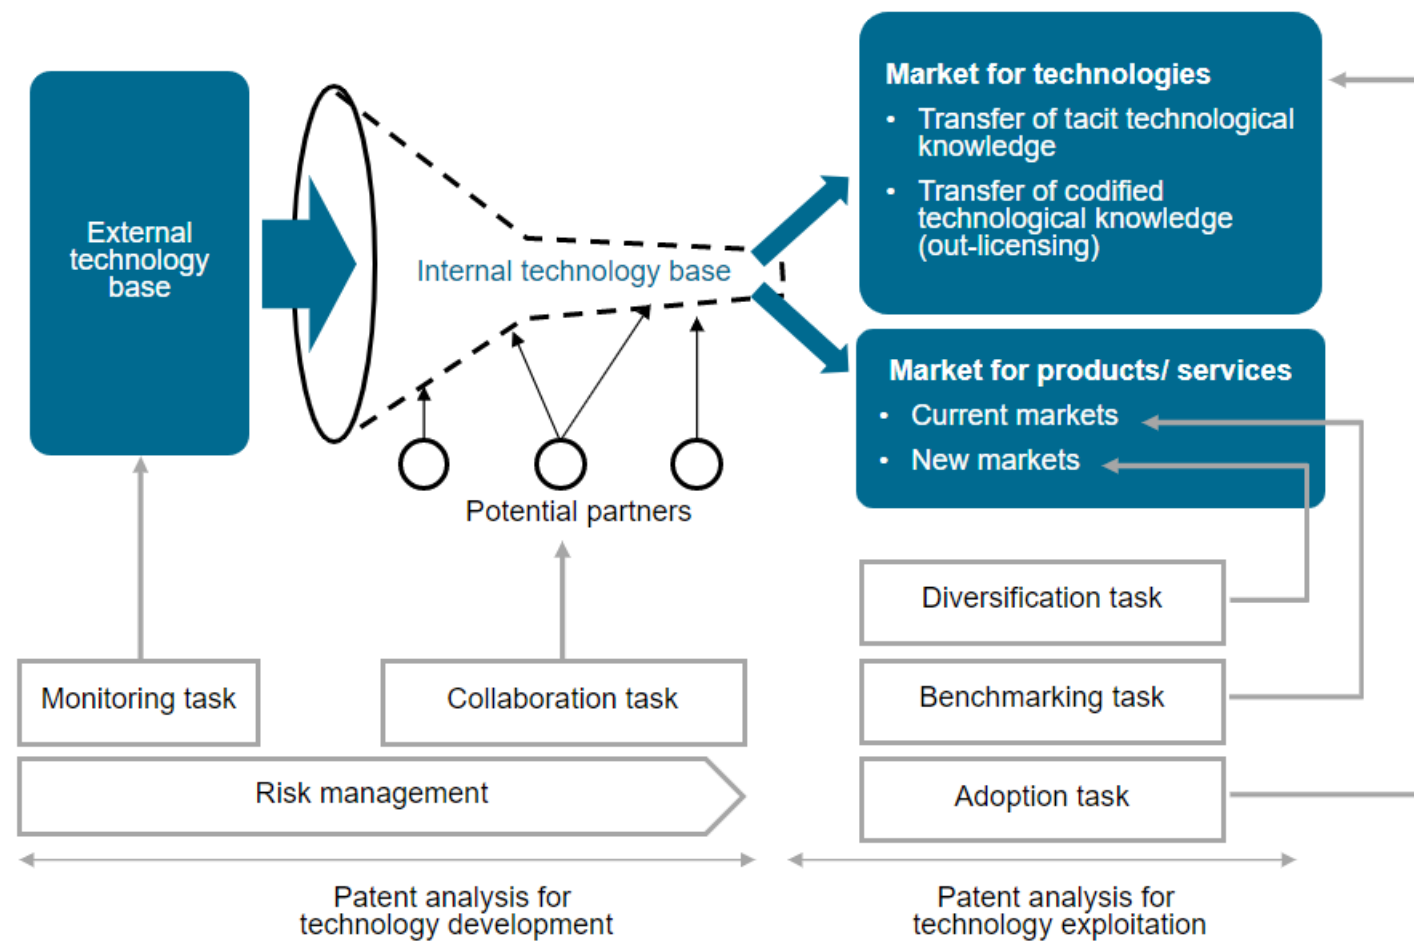 External
technology
base
Internal technology base
Potential partners
Market for technologies
• Transfer of tacit technological
knowledge
• Transfer of codified
technological knowledge
(out-licensing)
Market for products/ services
• Current markets
• New markets
Monitoring task
Collaboration task
Risk management
Diversification task
Benchmarking task
Adoption task
Patent analysis for
technology development
Patent analysis for
technology exploitation